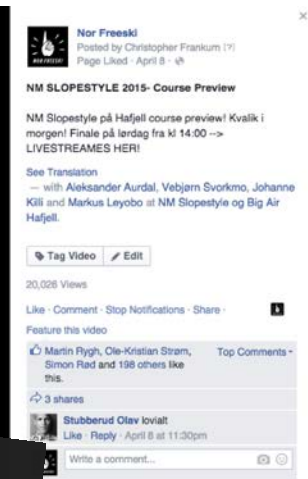 Nor Freeski
Posted by Christopher Frankum [?]
Page Liked · April 8 ·
NOR FREESKI
NM SLOPESTYLE 2015- Course Preview
NM Slopestyle på Hafjell course preview! Kvalik i
morgen! Finale på lørdag fra kl 14:00 -->
LIVESTREAMES HER!
See Translation
— with Aleksander Aurdal, Vebjørn Svorkmo, Johanne
Killi and Markus Leyobo at NM Slopestyle og Big Air
Hafjell.
Tag Video Edit
20,026 Views
Like · Comment · Stop Notifications · Share ·
Feature this video
Martin Rygh, Ole-Kristian Strøm,
Simon Rød and 198 others like
this.
Top Comments
3 shares
Stubberud Olav lovialt
Like · Reply · April 8 at 11:30pm
Write a comment...